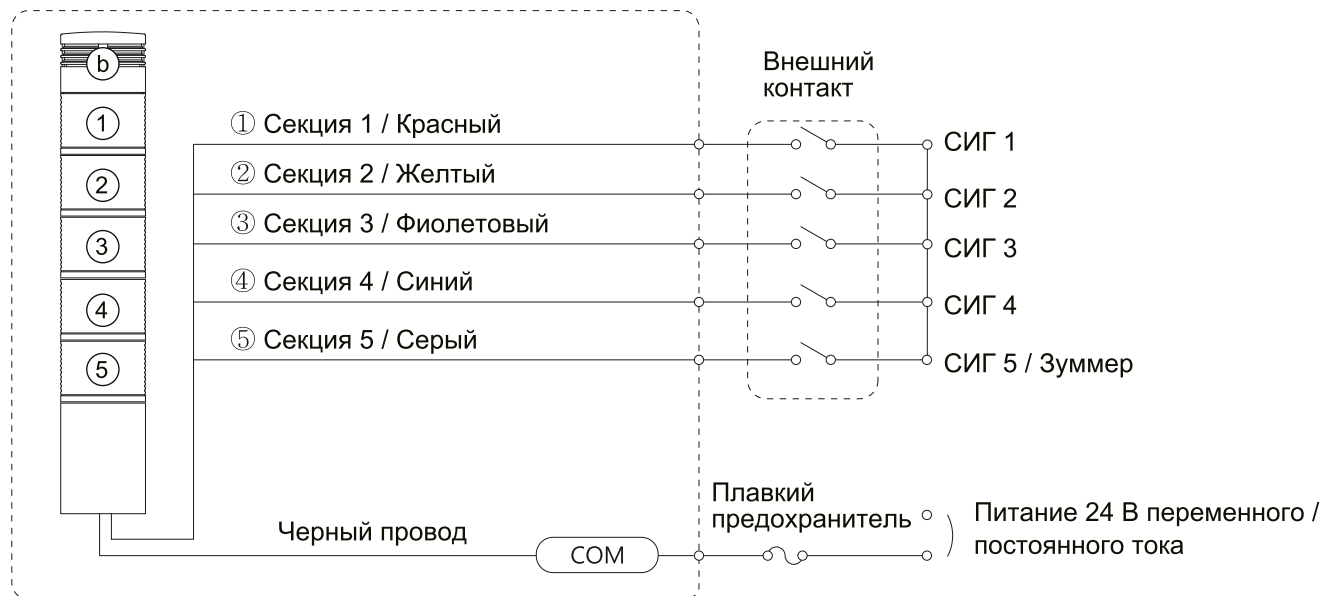 b
1
2
3
4
5
① Секция 1 / Красный
② Секция 2 / Желтый
③ Секция 3 / Фиолетовый
④ Секция 4 / Синий
⑤ Секция 5 / Серый
Внешний
контакт
СИГ 1
СИГ 2
СИГ 3
СИГ 4
СИГ 5 / Зуммер
Черный провод
COM
Плавкий
предохранитель
Питание 24 В переменного /
постоянного тока